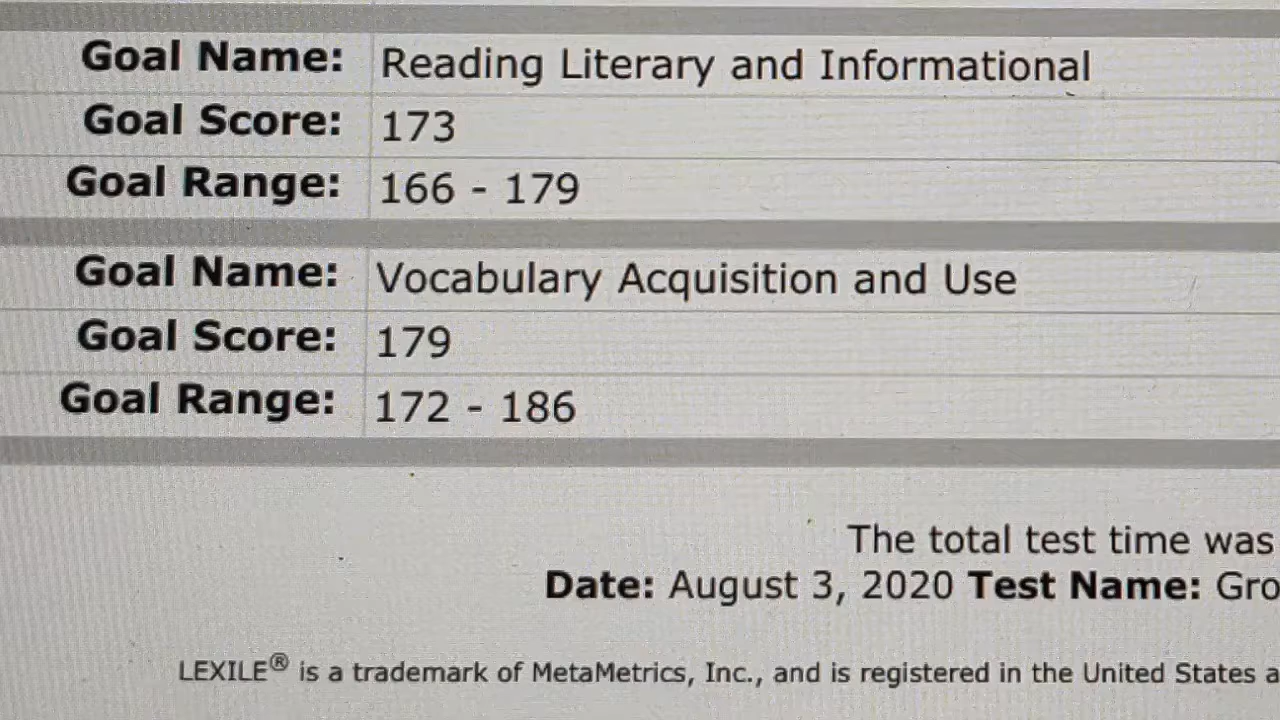 Goal Name: Reading Literary and Informational
Goal Score: 173
Goal Range: 166 - 179
Goal Name: Vocabulary Acquisition and Use
Goal Score: 179
Goal Range: 172 - 186
The total test time was
Date: August 3, 2020 Test Name: Gro
LEXILE® is a trademark of MetaMetrics, Inc., and is registered in the United States a